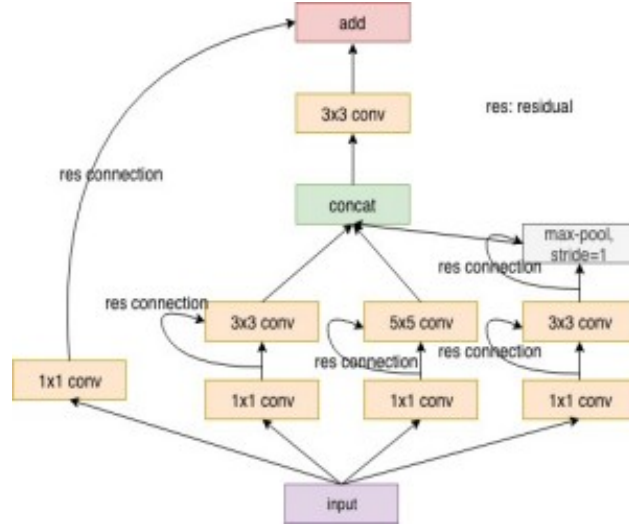 add
3x3 conv
res: residual
res connection
concat
max-pool,
stride=1
res connection
res connection
3x3 conv
5x5 conv
3x3 conv
res connection
res connection
1x1 conv
1x1 conv
1x1 conv
1x1 conv
input